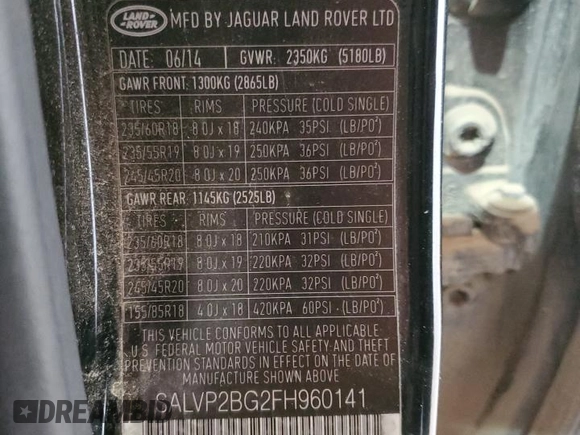 LAND ROVER MFD BY JAGUAR LAND ROVER LTD
DATE: 06/14 GVWR: 2350KG (5180LB)
GAWR FRONT: 1300KG (2865LB)
TIRES RIMS PRESSURE (COLD SINGLE)
235/60R18 8.0J x 18 240KPA 35PSI (LB/PO²)
235/55R19 8.0J x 19 250KPA 36PSI (LB/PO²)
245/45R20 8.0J x 20 250KPA 36PSI (LB/PO²)
GAWR REAR: 1145KG (2525LB)
TIRES RIMS PRESSURE (COLD SINGLE)
235/60R18 8.0J x 18 210KPA 31PSI (LB/PO²)
235/55R19 8.0J x 19 220KPA 32PSI (LB/PO²)
245/45R20 8.0J x 20 220KPA 32PSI (LB/PO²)
155/85R18 4.0J x 18 420KPA 60PSI (LB/PO²)
THIS VEHICLE CONFORMS TO ALL APPLICABLE
U.S. FEDERAL MOTOR VEHICLE SAFETY AND THEFT
PREVENTION STANDARDS IN EFFECT ON THE DATE OF
MANUFACTURE SHOWN ABOVE.
SALVP2BG2FH960141
DREAMBID